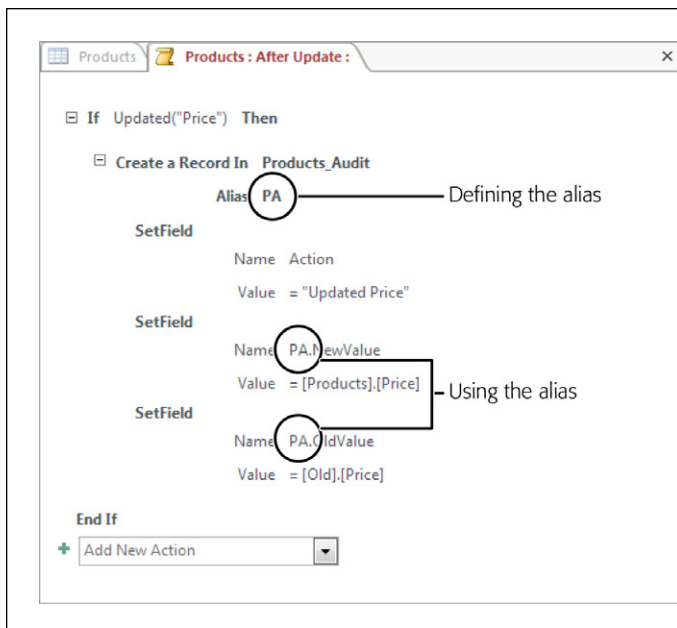 Products Products : After Update :
If Updated("Price") Then
Create a Record In Products_Audit
Alias PA
Defining the alias
SetField
Name Action
Value = "Updated Price"
SetField
Name PA.NewValue
Value = [Products].[Price]
Using the alias
SetField
Name PA.OldValue
Value = [Old].[Price]
End If
Add New Action